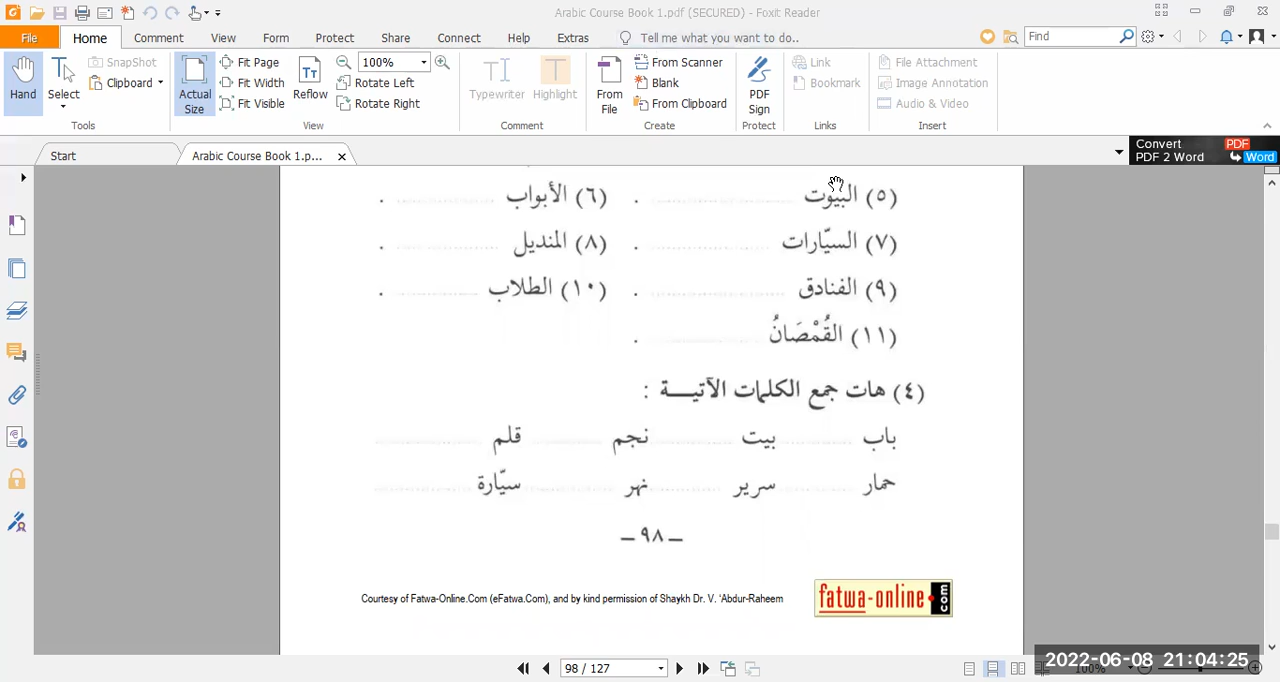 Arabic Course Book 1.pdf (SECURED) - Foxit Reader
File Home Comment View Form Protect Share Connect Help Extras Tell me what you want to do.. Find
Hand Select SnapShot Clipboard Actual Size Fit Page Fit Width Fit Visible Reflow 100% Rotate Left Rotate Right Typewriter Highlight From File From Scanner Blank From Clipboard PDF Sign Link Bookmark File Attachment Image Annotation Audio & Video
Tools View Comment Create Protect Links Insert
Start Arabic Course Book 1.p... Convert PDF 2 Word PDF Word
(٥) البيوت .................... . (٦) الأبواب .................... .
(٧) السيّارات .................... . (٨) المنديل .................... .
(٩) الفنادق .................... . (١٠) الطلاب .................... .
(١١) القُمْصَانُ .................... .
(٤) هات جمع الكلمات الآتيــــة :
باب .......... بيت .......... نجم .......... قلم ..........
حمار .......... سرير .......... نهر .......... سيّارة ..........
– ٩٨ –
Courtesy of Fatwa-Online.Com (eFatwa.Com), and by kind permission of Shaykh Dr. V. ‘Abdur-Raheem
fatwa-online.com
98 / 127
100%
2022-06-08 21:04:25